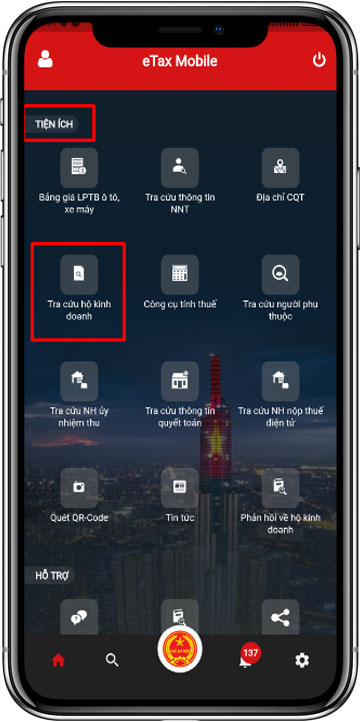 eTax Mobile
TIỆN ÍCH
Bảng giá LPTB ô tô,
xe máy
Tra cứu thông tin
NNT
Địa chỉ CQT
Tra cứu hộ kinh
doanh
Công cụ tính thuế
Tra cứu người phụ
thuộc
Tra cứu NH ủy
nhiệm thu
Tra cứu thông tin
quyết toán
Tra cứu NH nộp thuế
điện tử
Quét QR-Code
Tin tức
Phản hồi về hộ kinh
doanh
HỖ TRỢ
137